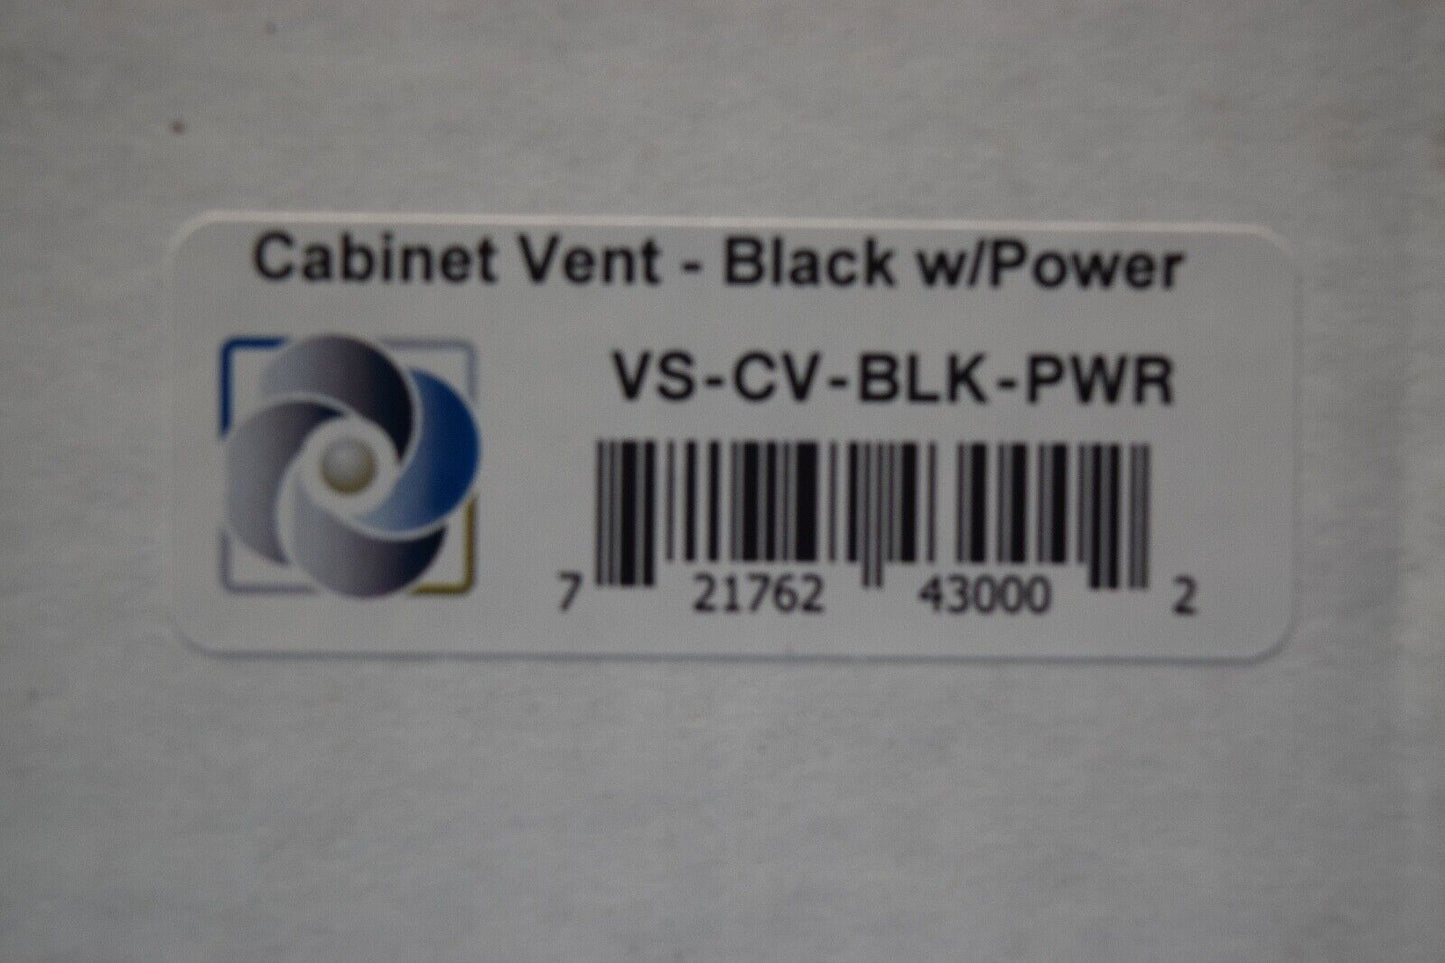 Cabinet Vent - Black w/Power
VS-CV-BLK-PWR
7 21762 43000 2